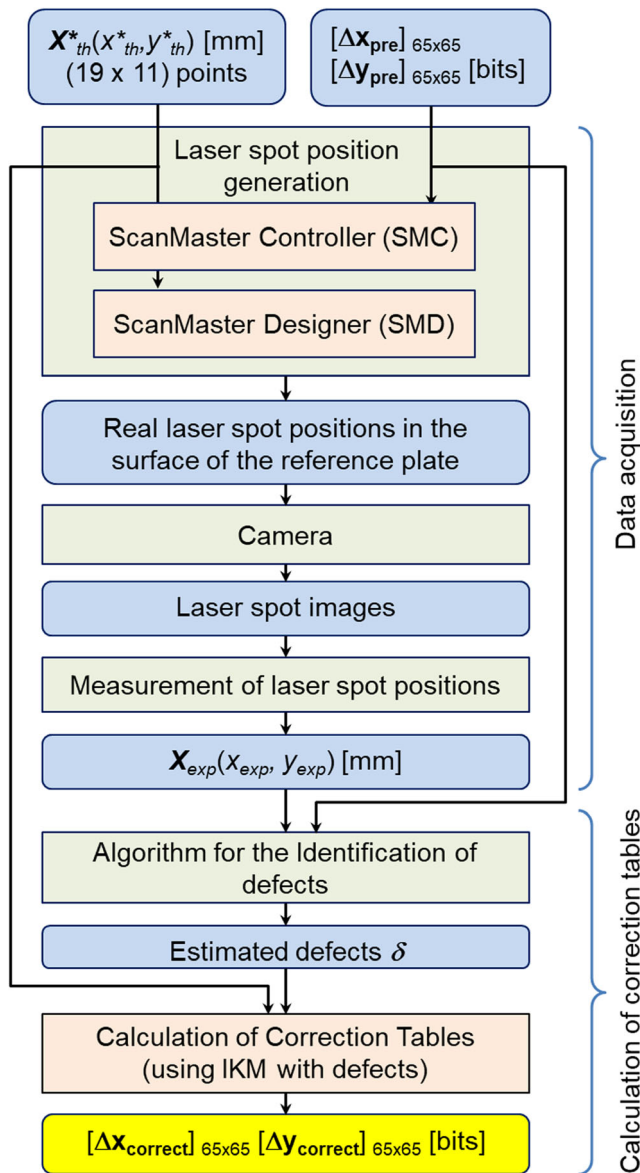 X*th(x*th,y*th) [mm]
(19 x 11) points
[Δxpre] 65x65
[Δypre] 65x65 [bits]
Laser spot position
generation
ScanMaster Controller (SMC)
ScanMaster Designer (SMD)
Real laser spot positions in the
surface of the reference plate
Camera
Laser spot images
Measurement of laser spot positions
Xexp(xexp, yexp) [mm]
Data acquisition
Algorithm for the Identification of
defects
Estimated defects δ
Calculation of Correction Tables
(using IKM with defects)
[Δxcorrect] 65x65 [Δycorrect] 65x65 [bits]
Calculation of correction tables